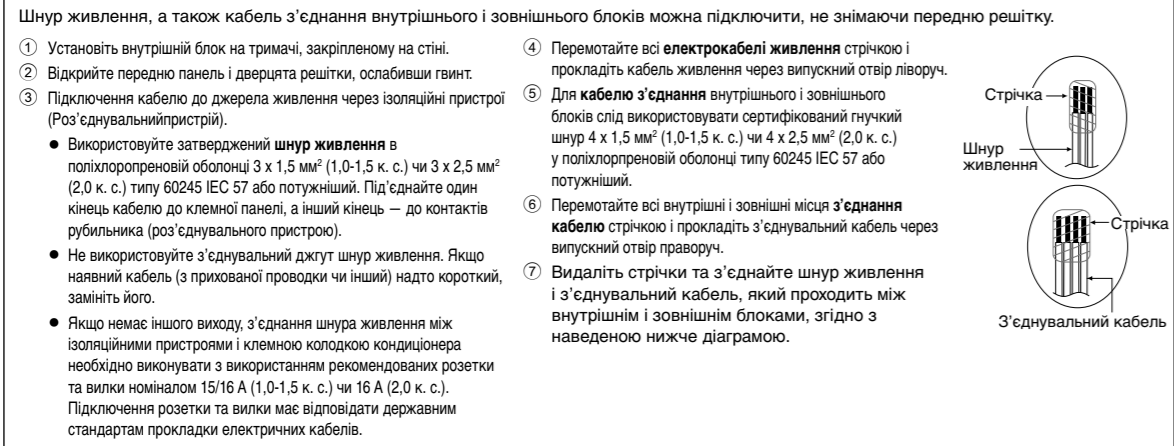 Шнур живлення, а також кабель з’єднання внутрішнього і зовнішнього блоків можна підключити, не знімаючи передню решітку.
① Установіть внутрішній блок на тримачі, закріпленому на стіні.
② Відкрийте передню панель і дверцята решітки, ослабивши гвинт.
③ Підключення кабелю до джерела живлення через ізоляційні пристрої
(Роз’єднувальнийпристрій).
● Використовуйте затверджений шнур живлення в
поліхлоропреновій оболонці 3 x 1,5 мм² (1,0-1,5 к. с.) чи 3 x 2,5 мм²
(2,0 к. с.) типу 60245 IEC 57 або потужніший. Під’єднайте один
кінець кабелю до клемної панелі, а інший кінець — до контактів
рубильника (роз’єднувального пристрою).
● Не використовуйте з’єднувальний джгут шнур живлення. Якщо
наявний кабель (з прихованої проводки чи інший) надто короткий,
замініть його.
● Якщо немає іншого виходу, з’єднання шнура живлення між
ізоляційними пристроями і клемною колодкою кондиціонера
необхідно виконувати з використанням рекомендованих розетки
та вилки номіналом 15/16 А (1,0-1,5 к. с.) чи 16 А (2,0 к. с.).
Підключення розетки та вилки має відповідати державним
стандартам прокладки електричних кабелів.
④ Перемотайте всі електрокабелі живлення стрічкою і
прокладіть кабель живлення через випускний отвір ліворуч.
⑤ Для кабелю з’єднання внутрішнього і зовнішнього
блоків слід використовувати сертифікований гнучкий
шнур 4 x 1,5 мм² (1,0-1,5 к. с.) чи 4 x 2,5 мм² (2,0 к. с.)
у поліхлорпреновій оболонці типу 60245 IEC 57 або
потужніший.
⑥ Перемотайте всі внутрішні і зовнішні місця з’єднання
кабелю стрічкою і прокладіть з’єднувальний кабель через
випускний отвір праворуч.
⑦ Видаліть стрічки та з’єднайте шнур живлення
і з’єднувальний кабель, який проходить між
внутрішнім і зовнішнім блоками, згідно з
наведеною нижче діаграмою.
Стрічка
Шнур
живлення
Стрічка
З’єднувальний кабель